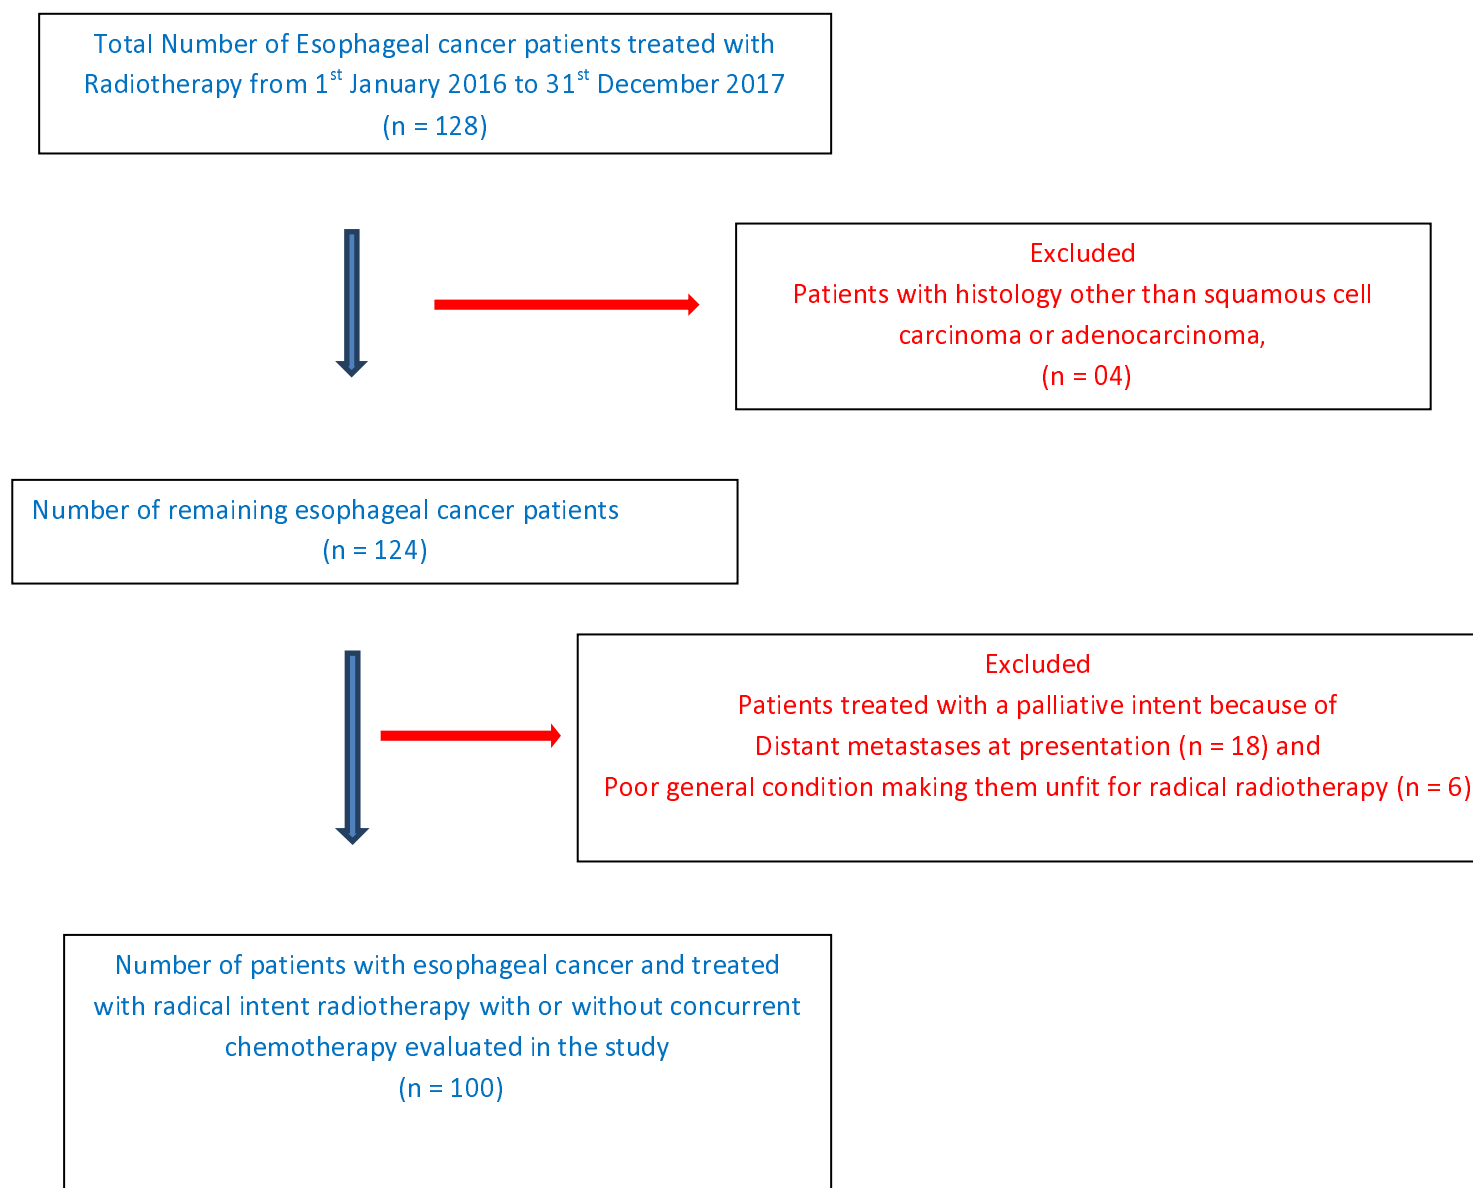 Total Number of Esophageal cancer patients treated with
Radiotherapy from 1st January 2016 to 31st December 2017
(n = 128)
Excluded
Patients with histology other than squamous cell
carcinoma or adenocarcinoma,
(n = 04)
Number of remaining esophageal cancer patients
(n = 124)
Excluded
Patients treated with a palliative intent because of
Distant metastases at presentation (n = 18) and
Poor general condition making them unfit for radical radiotherapy (n = 6)
Number of patients with esophageal cancer and treated
with radical intent radiotherapy with or without concurrent
chemotherapy evaluated in the study
(n = 100)